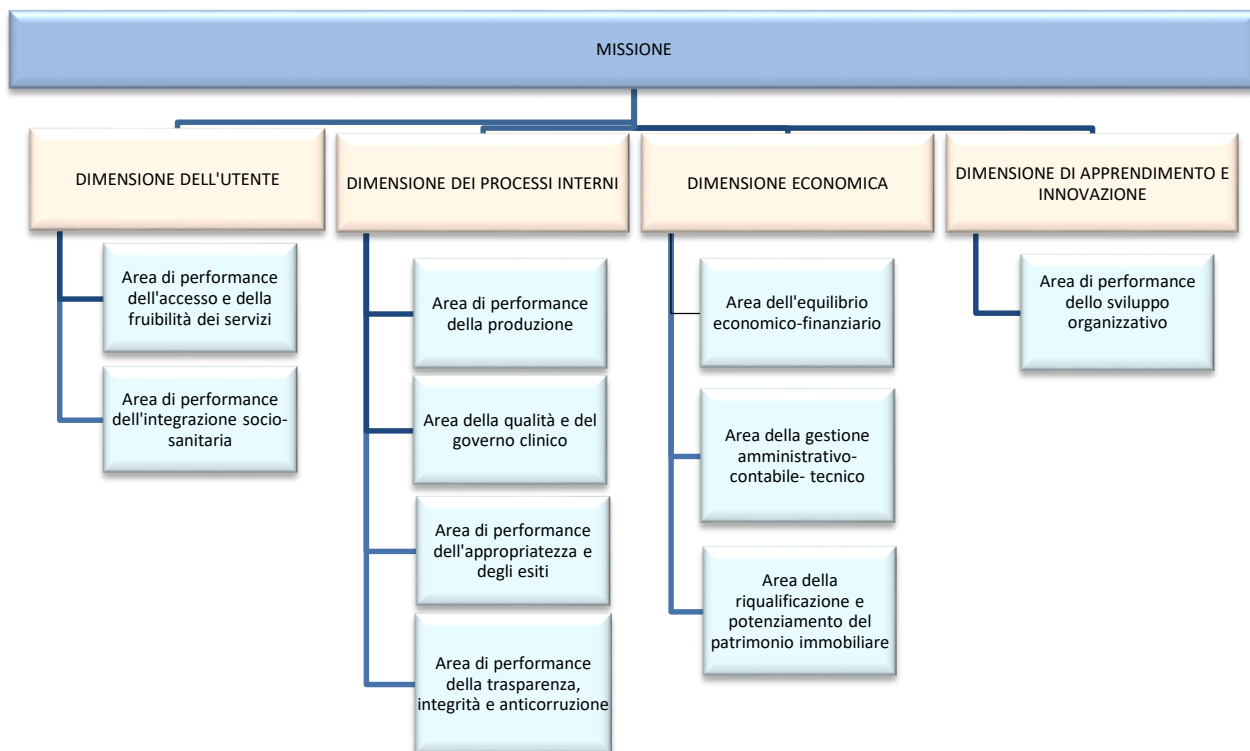 MISSIONE
DIMENSIONE DELL'UTENTE
Area di performance
dell'accesso e della
fruibilità dei servizi
Area di performance
dell'integrazione socio-
sanitaria
DIMENSIONE DEI PROCESSI INTERNI
Area di performance
della produzione
Area della qualità e del
governo clinico
Area di performance
dell'appropriatezza e
degli esiti
Area di performance
della trasparenza,
integrità e anticorruzione
DIMENSIONE ECONOMICA
Area dell'equilibrio
economico-finanziario
Area della gestione
amministrativo-
contabile- tecnico
Area della
riqualificazione e
potenziamento del
patrimonio immobiliare
DIMENSIONE DI APPRENDIMENTO E
INNOVAZIONE
Area di performance
dello sviluppo
organizzativo